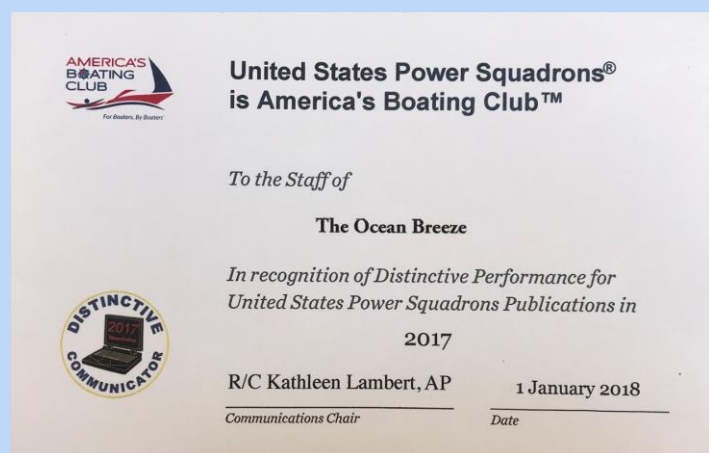 AMERICA'S
BOATING
CLUB
For Boaters, By Boaters
United States Power Squadrons®
is America's Boating Club™
To the Staff of
The Ocean Breeze
In recognition of Distinctive Performance for
United States Power Squadrons Publications in
2017
DISTINCTIVE
2017
COMMUNICATOR
R/C Kathleen Lambert, AP
1 January 2018
Communications Chair
Date